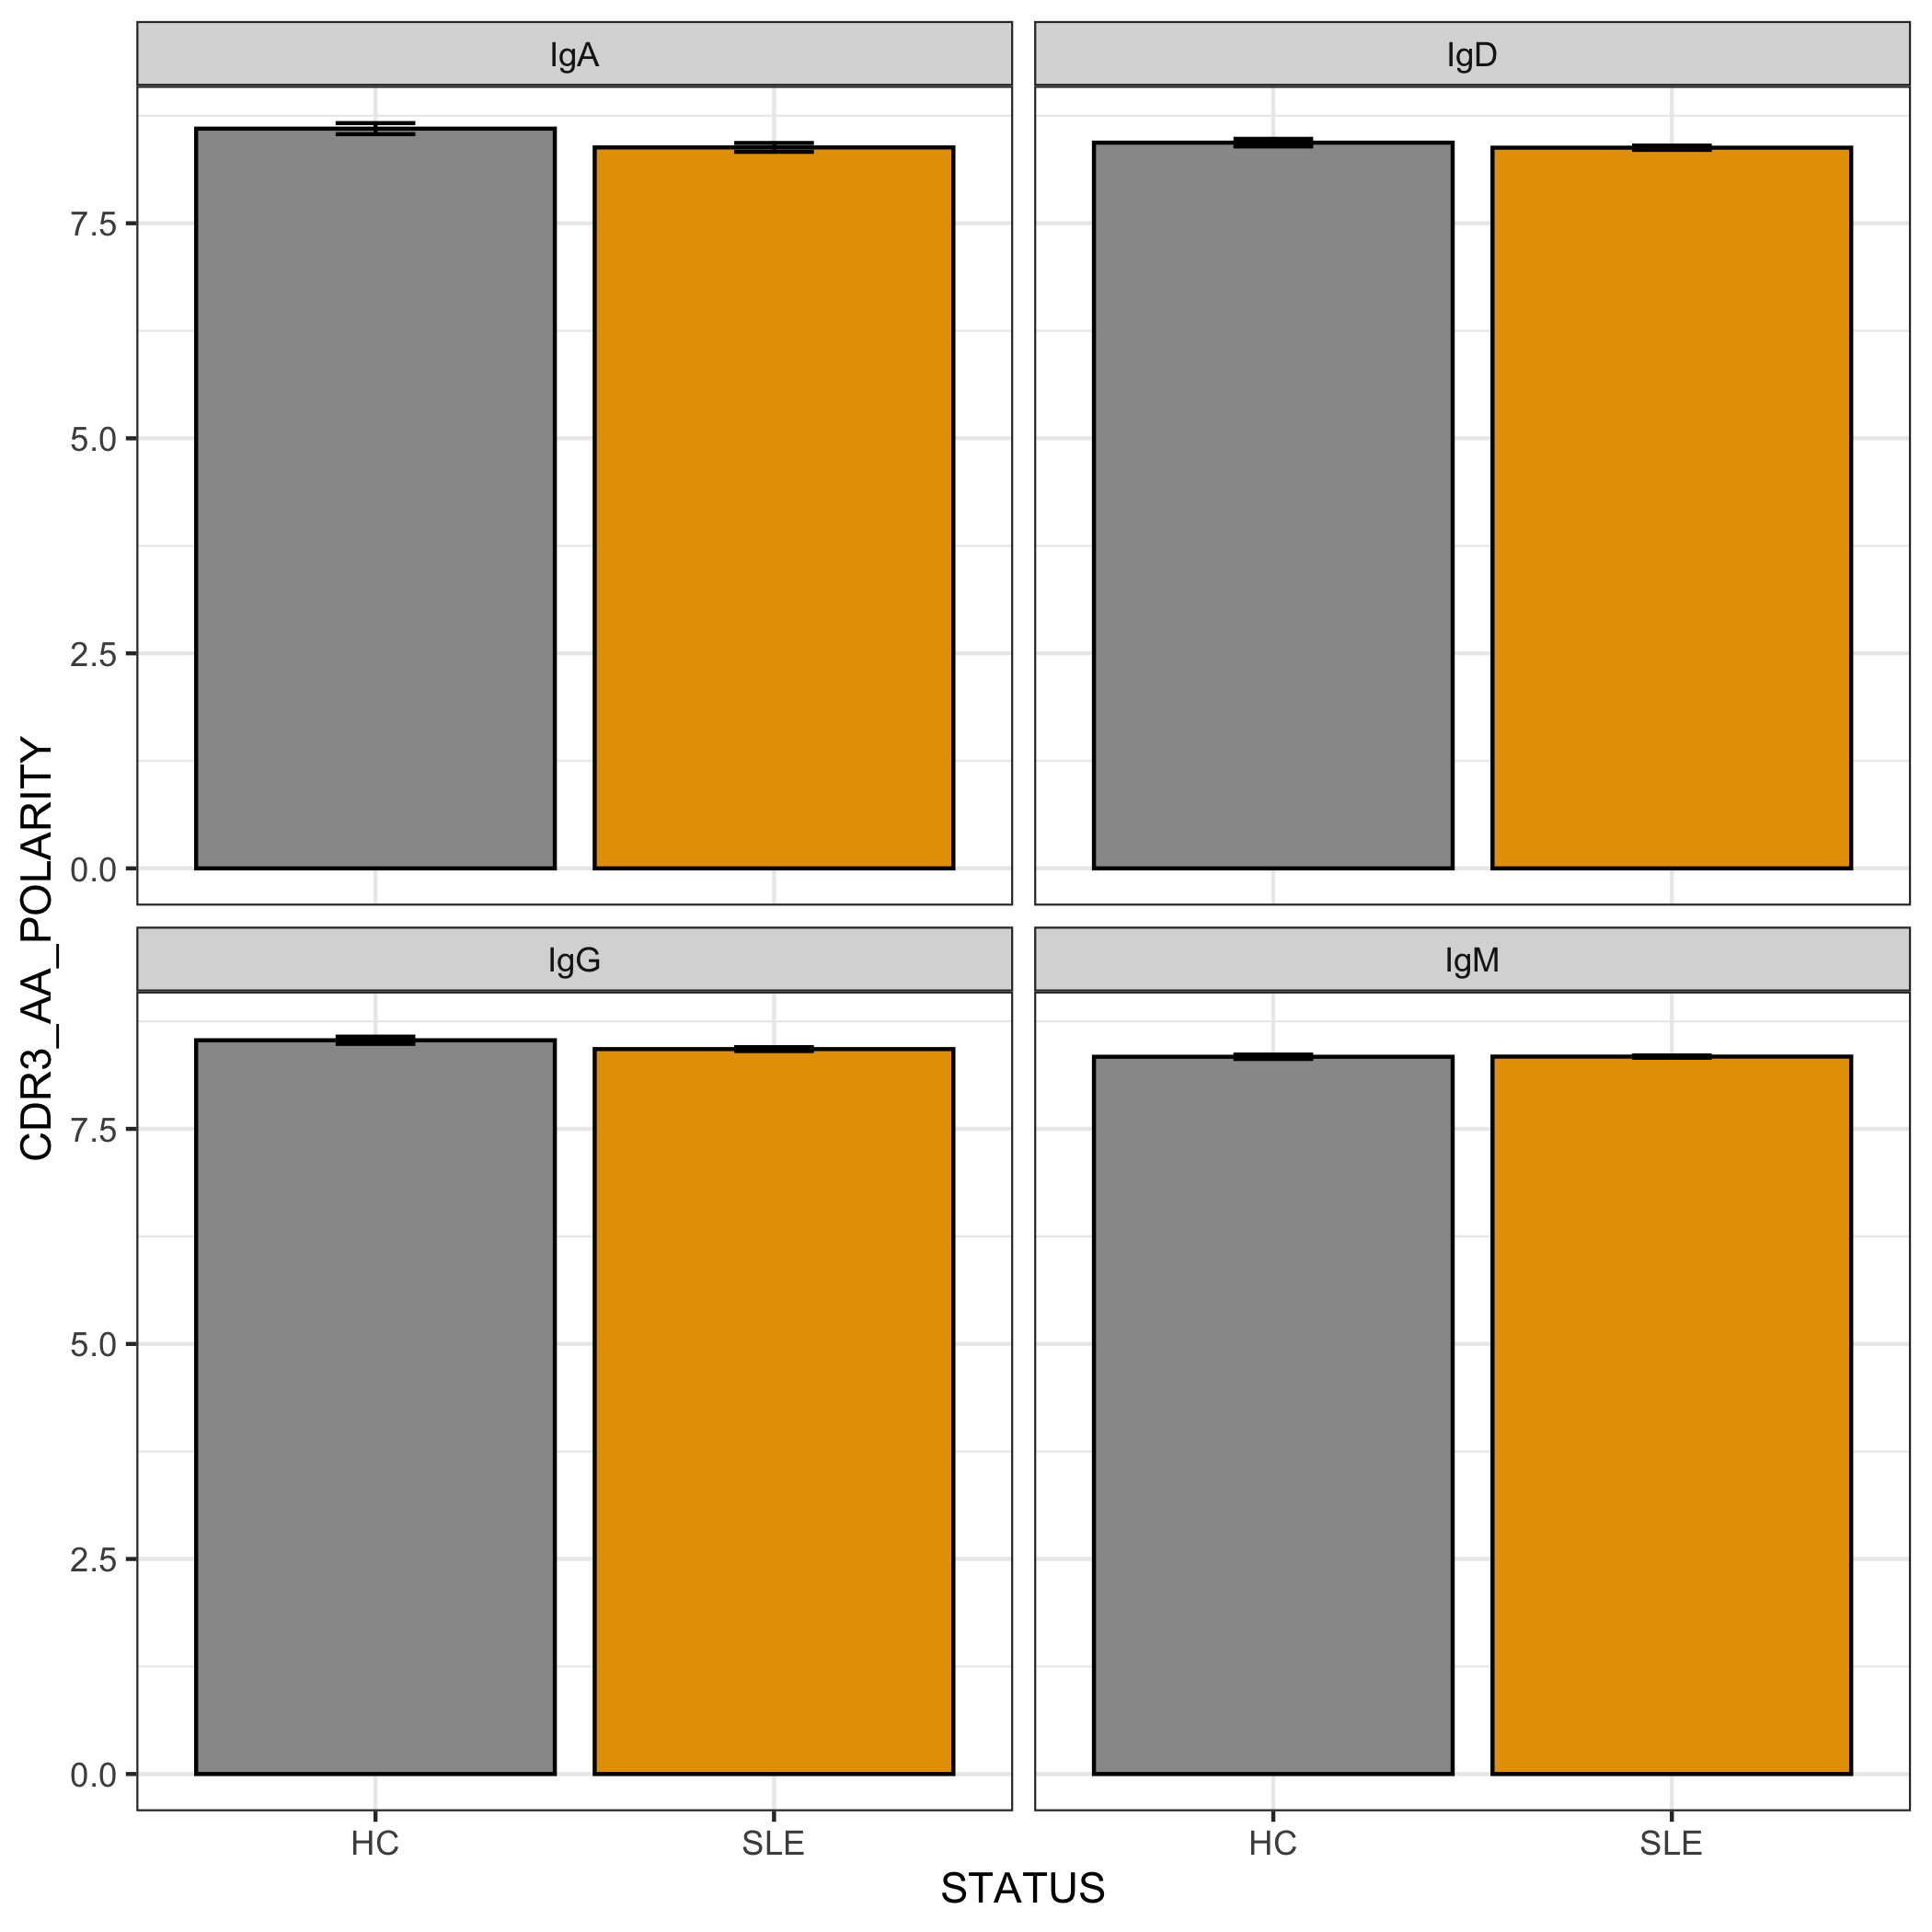 IgA
IgD
7.5
5.0
2.5
0.0
IgG
IgM
7.5
5.0
2.5
0.0
CDR3_AA_POLARITY
HC
SLE
HC
SLE
STATUS